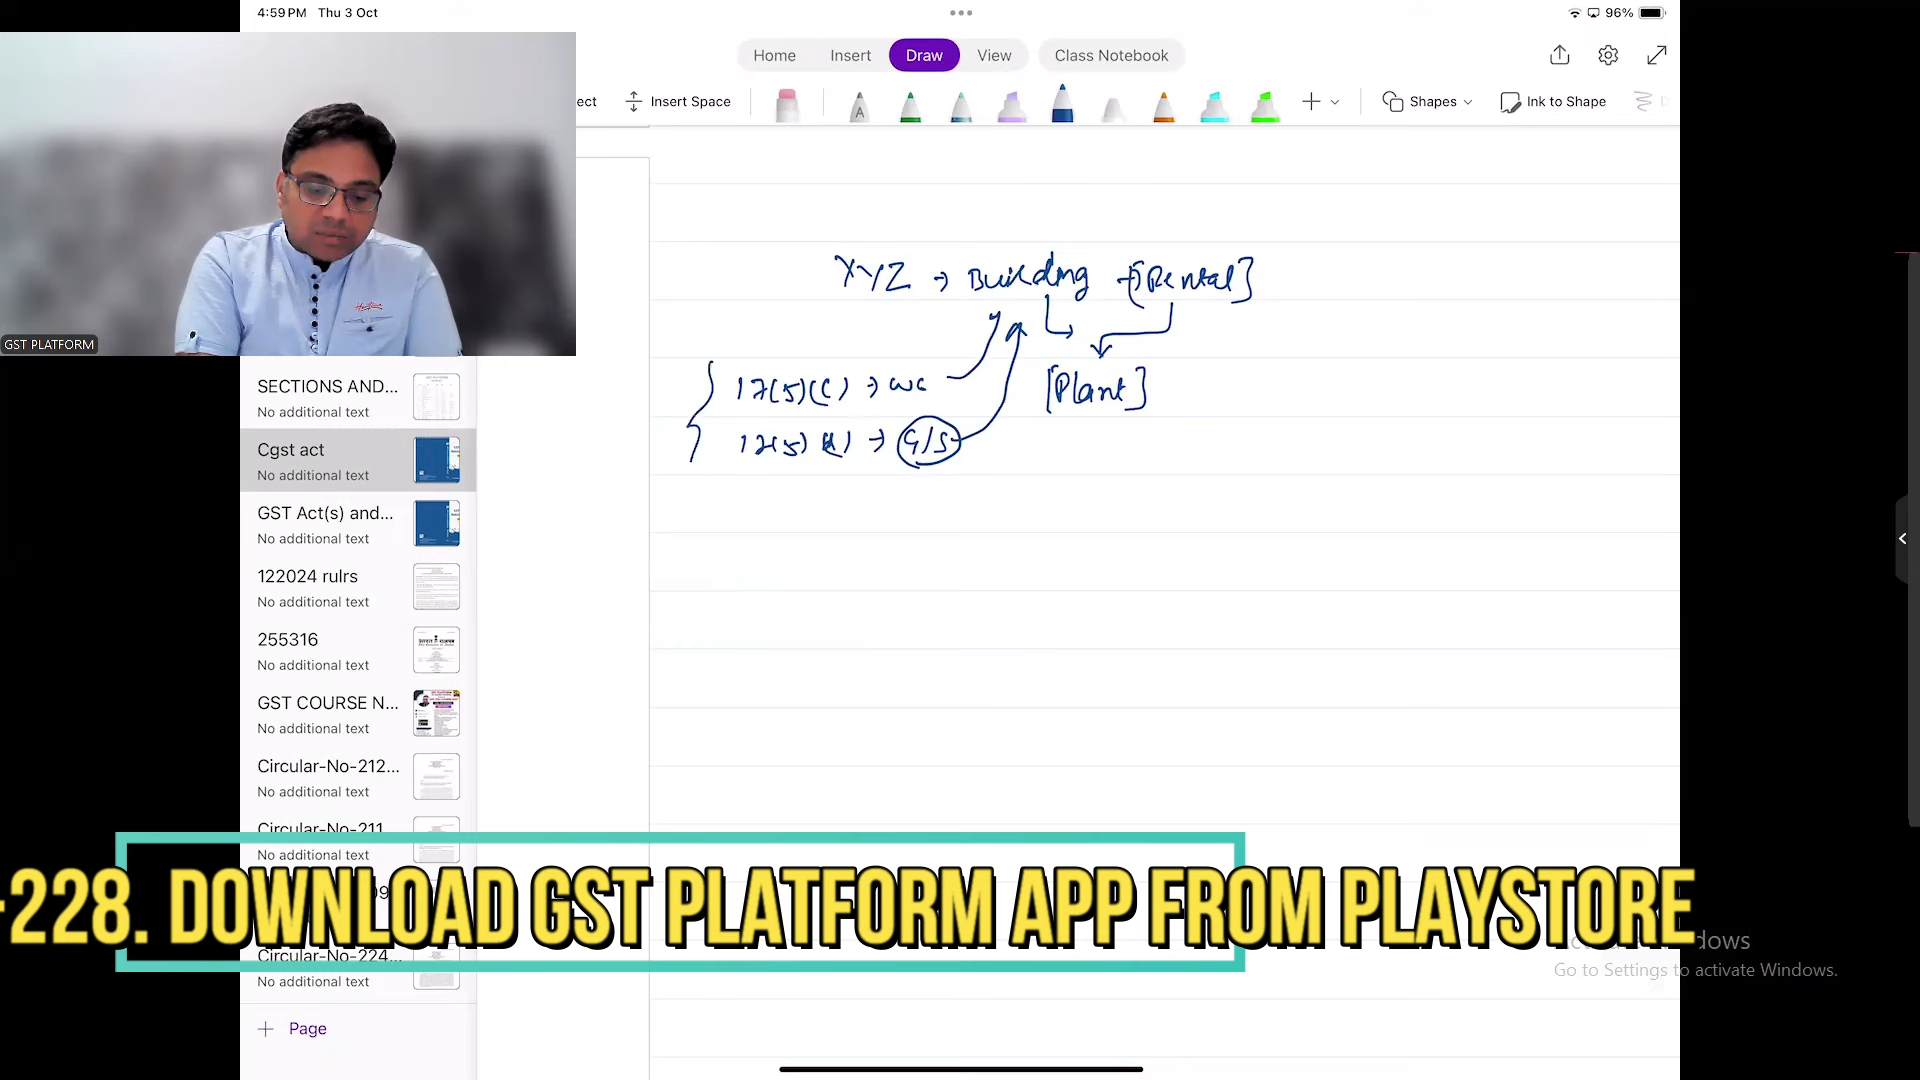 4:59 PM Thu 3 Oct
96%
Home Insert Draw View Class Notebook
ect Insert Space
A
Shapes Ink to Shape
GST PLATFORM
XYZ → Building → [Rental]
17(5)(c) → WC
[Plant]
17(5)(d) → G/S
SECTIONS AND...
No additional text
Cgst act
No additional text
GST Act(s) and...
No additional text
122024 rulrs
No additional text
255316
No additional text
GST COURSE N...
No additional text
Circular-No-212...
No additional text
Circular-No-211
No additional text
-228. DOWNLOAD GST PLATFORM APP FROM PLAYSTORE
Circular-No-224...
No additional text
Go to Settings to activate Windows.
+ Page